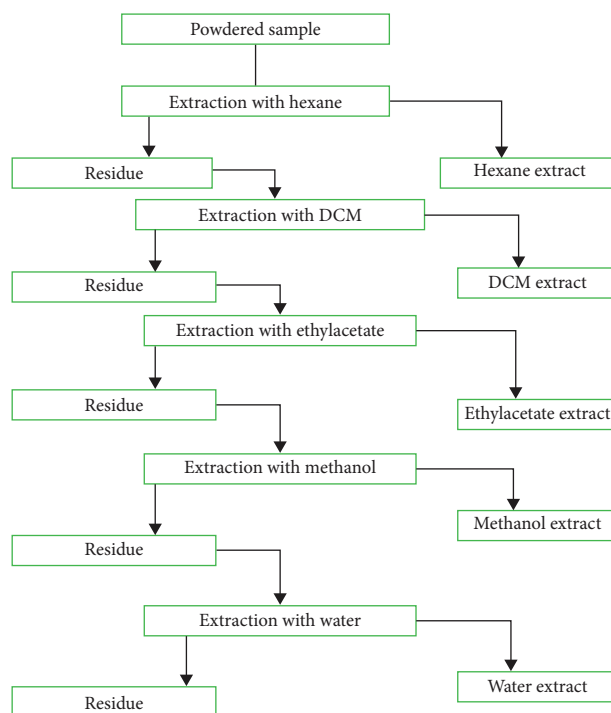 Powdered sample
Extraction with hexane
Residue
Hexane extract
Extraction with DCM
Residue
DCM extract
Extraction with ethylacetate
Residue
Ethylacetate extract
Extraction with methanol
Residue
Methanol extract
Extraction with water
Residue
Water extract